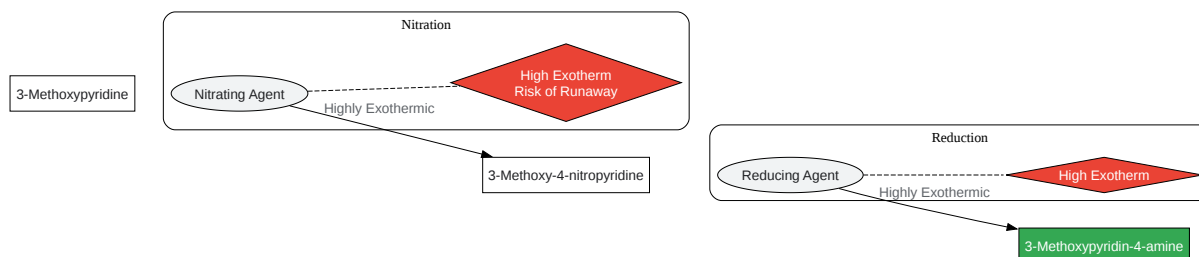 Nitration
3-Methoxypyridine
Nitrating Agent
High Exotherm
Risk of Runaway
Highly Exothermic
3-Methoxy-4-nitropyridine
Reduction
Reducing Agent
High Exotherm
Highly Exothermic
3-Methoxypyridin-4-amine